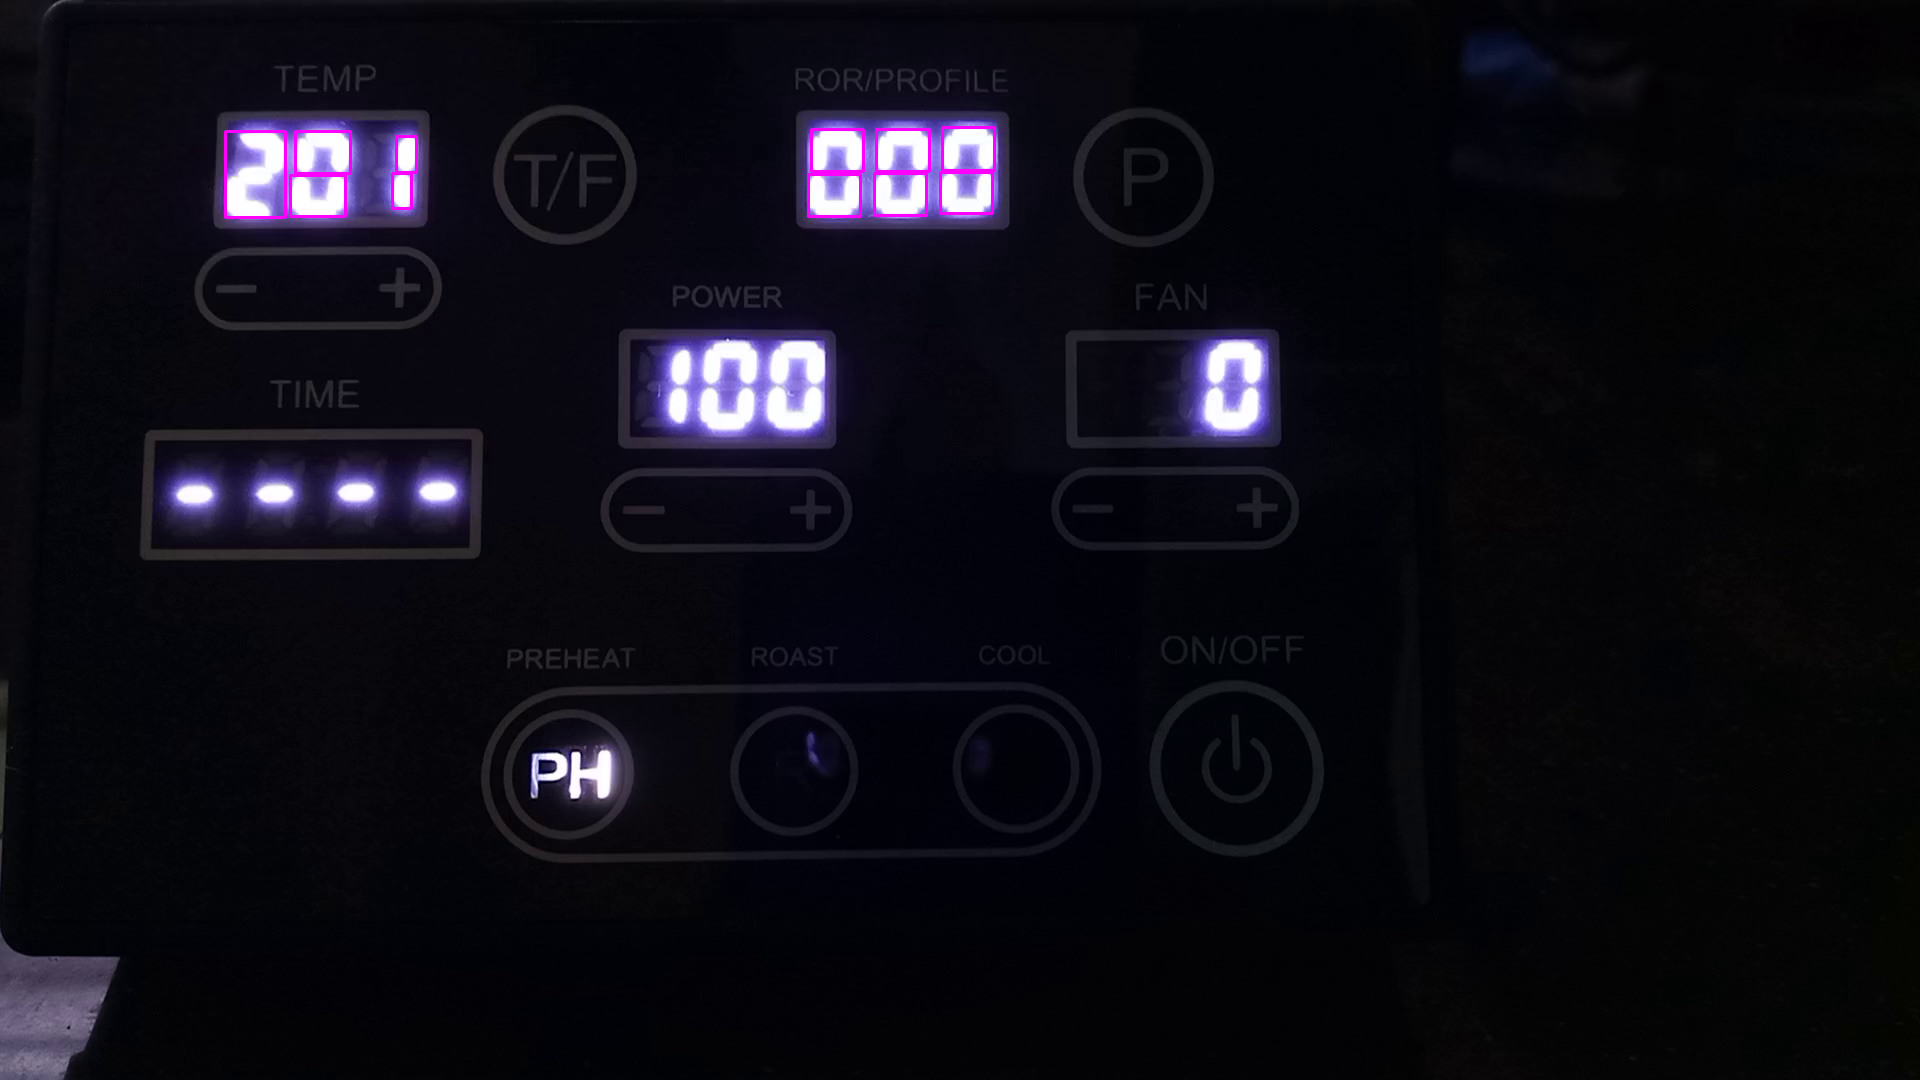 TEMP
ROR/PROFILE
201
T/F
000
P
- +
POWER
FAN
100
0
TIME
- - - -
- +
- +
PREHEAT
ROAST
COOL
ON/OFF
PH